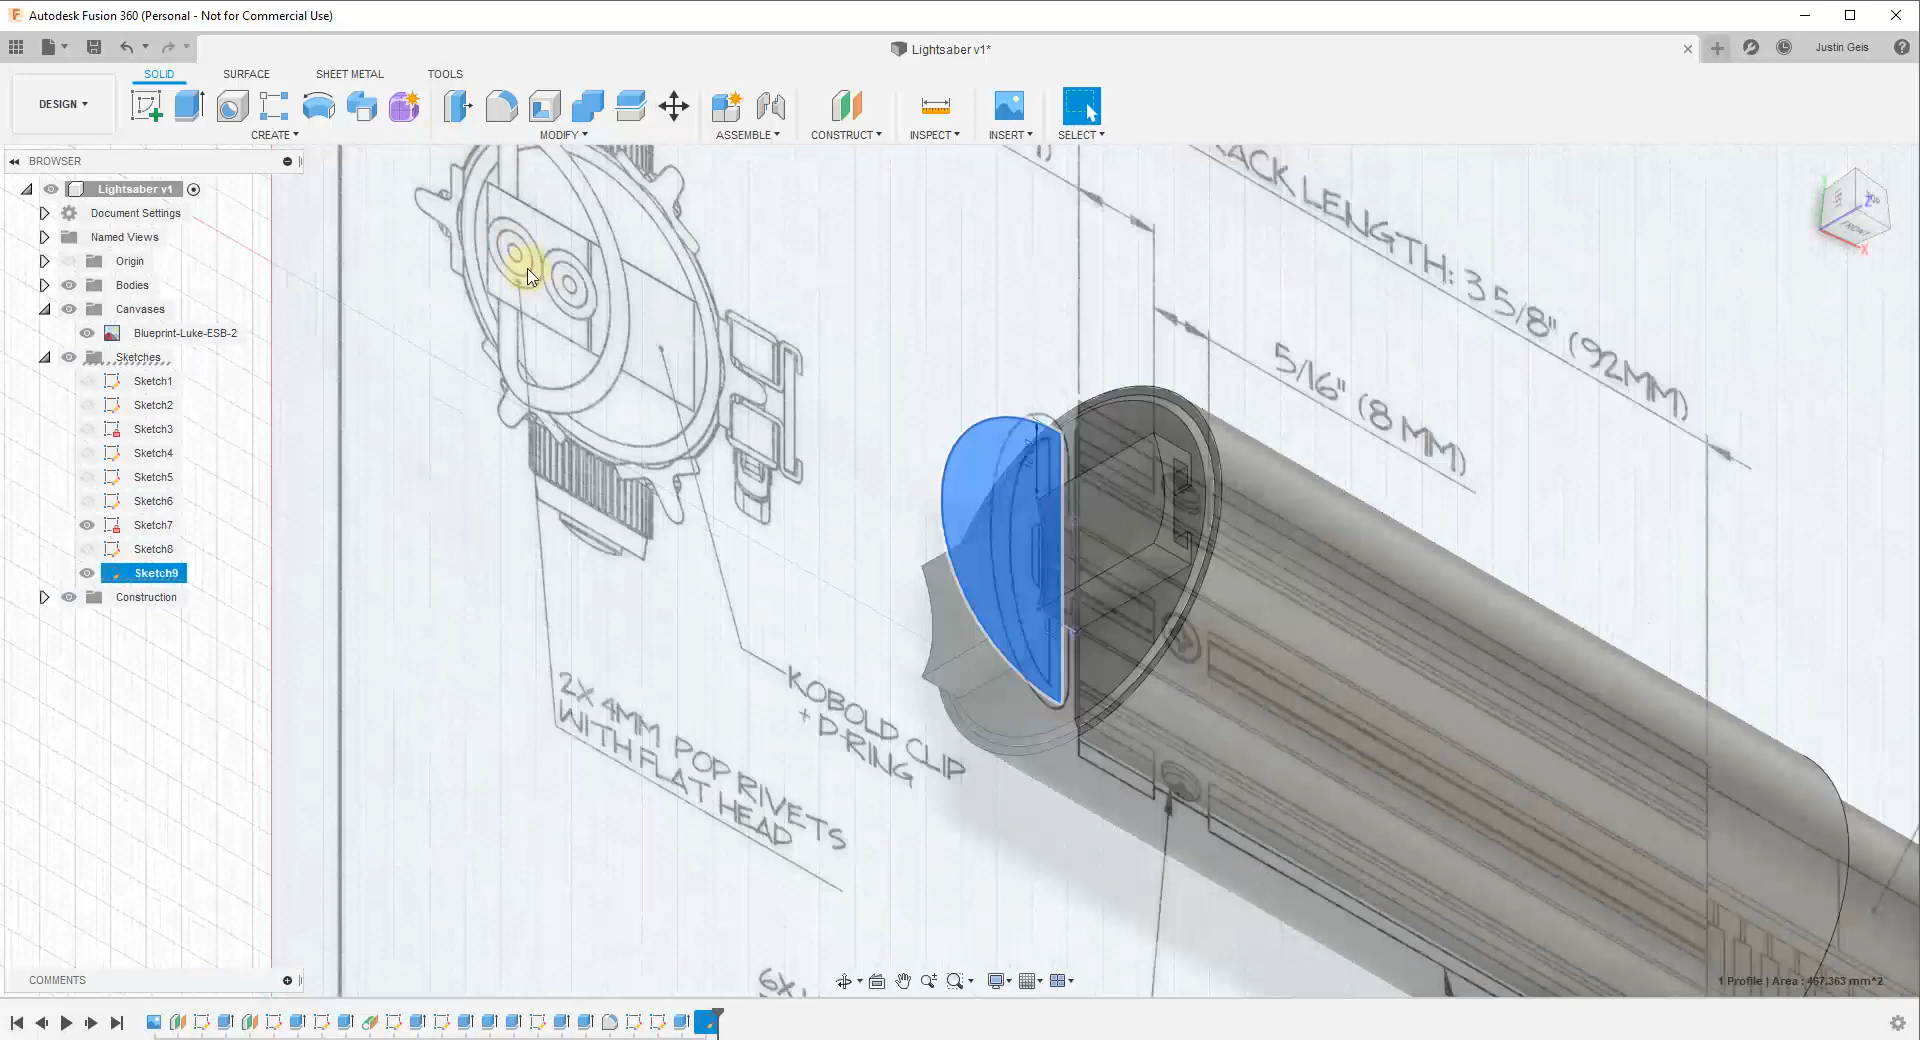 Autodesk Fusion 360 (Personal - Not for Commercial Use)
Lightsaber v1*
Justin Geis
SOLID
SURFACE
SHEET METAL
TOOLS
DESIGN
CREATE
MODIFY
ASSEMBLE
CONSTRUCT
INSPECT
INSERT
SELECT
BROWSER
Lightsaber v1
Document Settings
Named Views
Origin
Bodies
Canvases
Blueprint-Luke-ESB-2
Sketches
Sketch1
Sketch2
Sketch3
Sketch4
Sketch5
Sketch6
Sketch7
Sketch8
Sketch9
Construction
LENGTH: 3 5/8" (92MM)
5/16" (8 MM)
KOBOLD CLIP
+ D-RING
2X 4MM POP RIVETS
WITH FLAT HEAD
6X
FRONT
Z
X
COMMENTS
1 Profile | Area : 467.363 mm^2